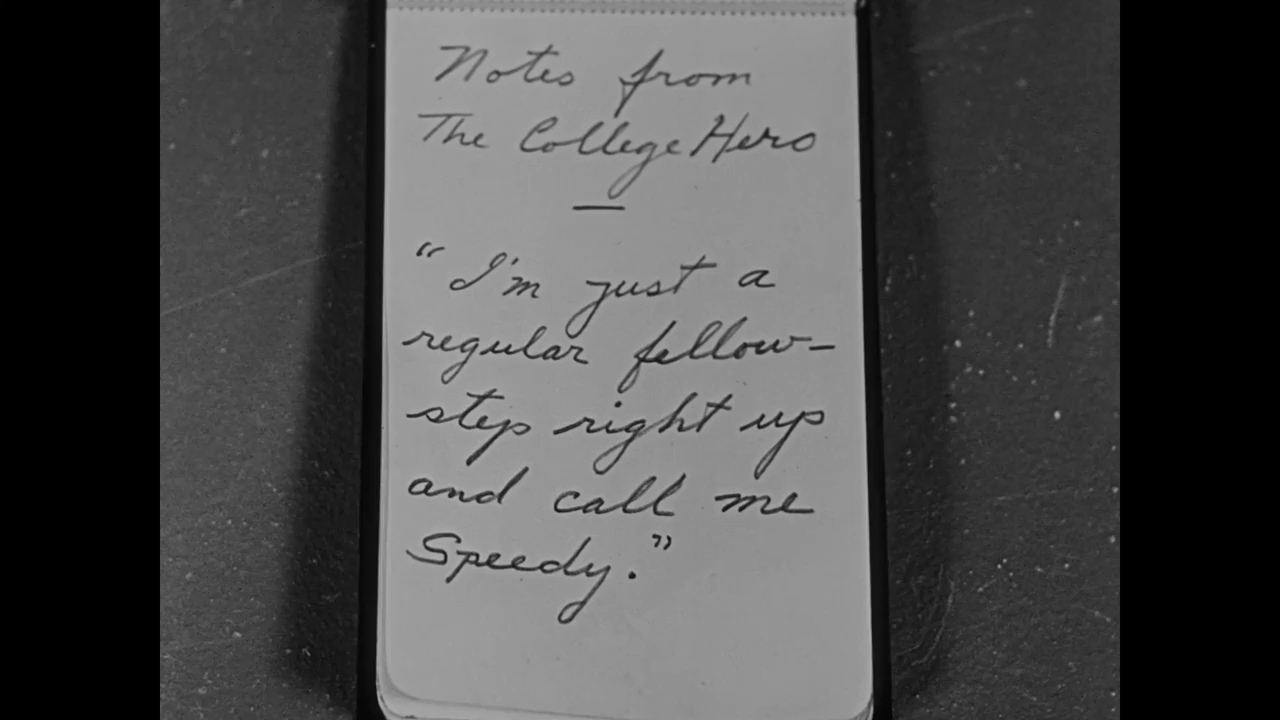 Notes from
The College Hero
—
“I'm just a
regular fellow–
step right up
and call me
Speedy.”